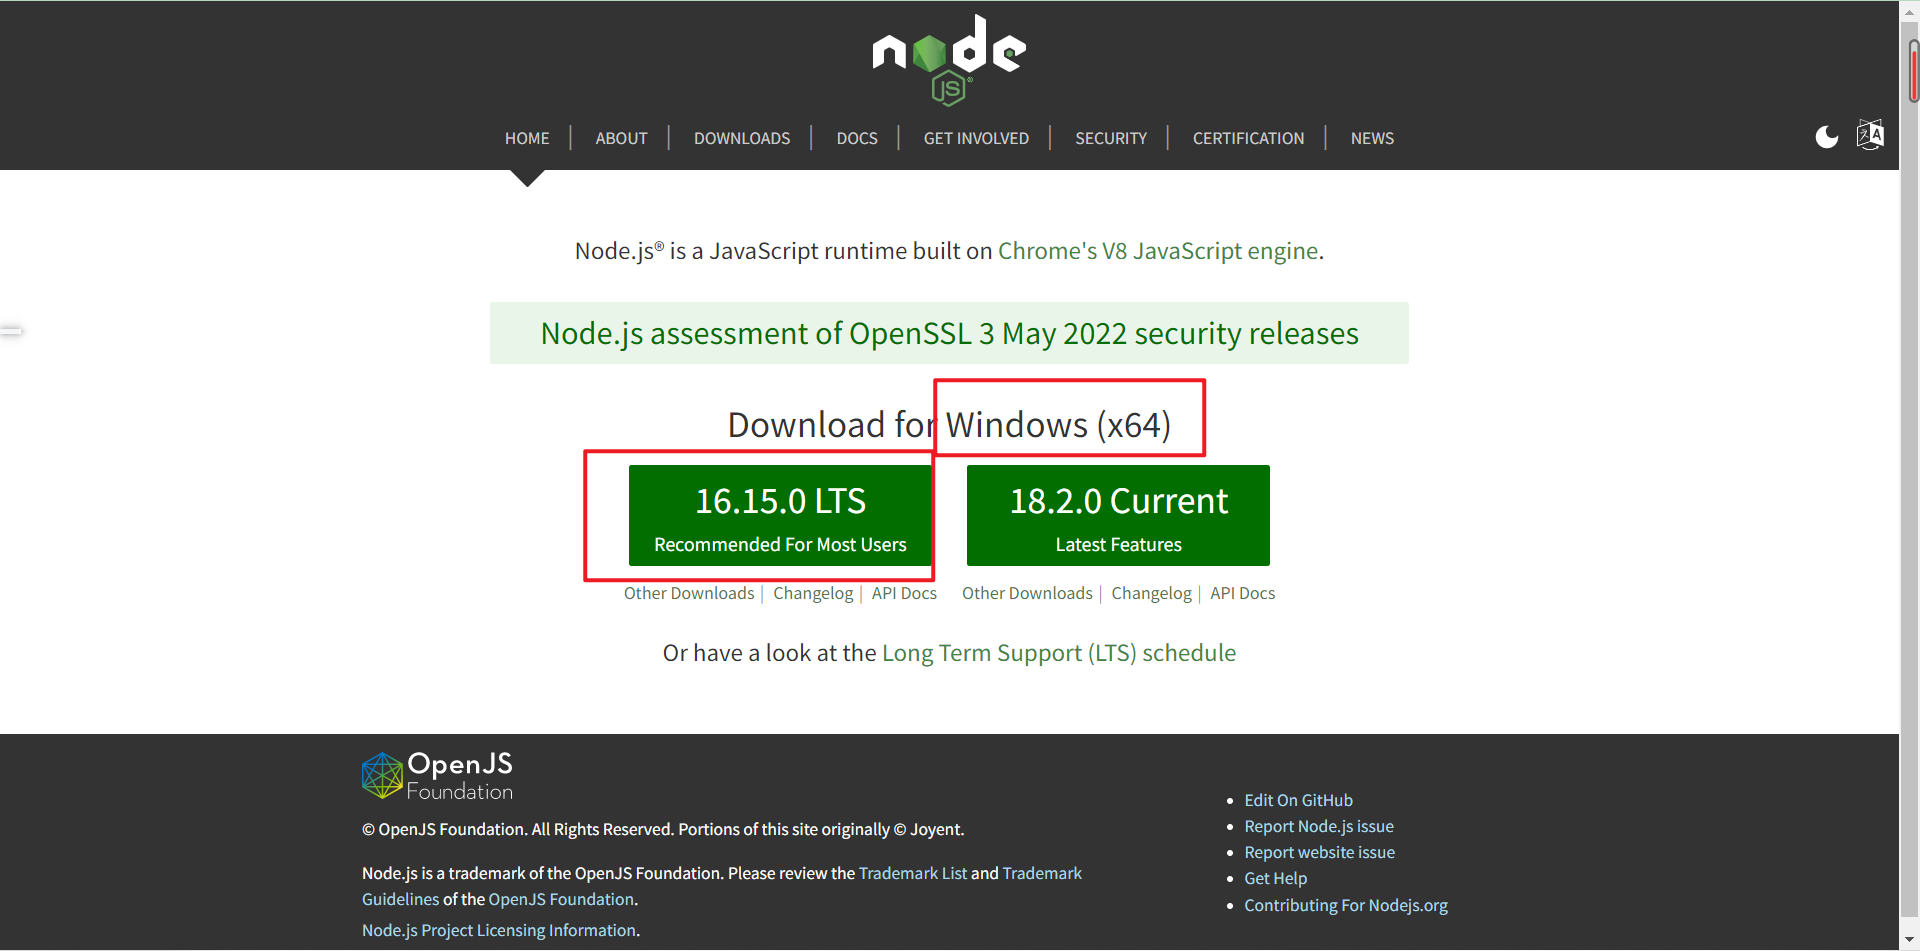 node
JS
HOME | ABOUT | DOWNLOADS | DOCS | GET INVOLVED | SECURITY | CERTIFICATION | NEWS
Node.js® is a JavaScript runtime built on Chrome's V8 JavaScript engine.
Node.js assessment of OpenSSL 3 May 2022 security releases
Download for Windows (x64)
16.15.0 LTS
Recommended For Most Users
18.2.0 Current
Latest Features
Other Downloads | Changelog | API Docs
Other Downloads | Changelog | API Docs
Or have a look at the Long Term Support (LTS) schedule
OpenJS
Foundation
© OpenJS Foundation. All Rights Reserved. Portions of this site originally © Joyent.
Node.js is a trademark of the OpenJS Foundation. Please review the Trademark List and Trademark
Guidelines of the OpenJS Foundation.
Node.js Project Licensing Information.
Edit On GitHub
Report Node.js issue
Report website issue
Get Help
Contributing For Nodejs.org